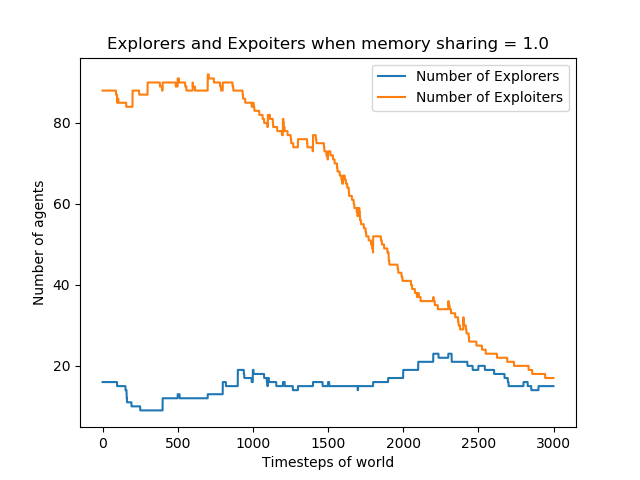 Explorers and Expoiters when memory sharing = 1.0
Number of Explorers
Number of Exploiters
Number of agents
80
60
40
20
0 500 1000 1500 2000 2500 3000
Timesteps of world